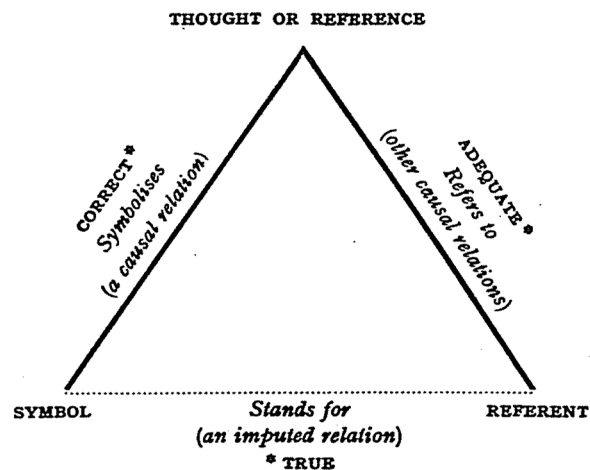 THOUGHT OR REFERENCE
CORRECT*
Symbolises
(a causal relation)
ADEQUATE*
Refers to
(other causal relations)
SYMBOL
Stands for
(an imputed relation)
* TRUE
REFERENT